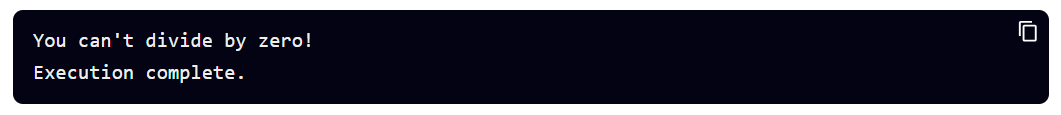 You can't divide by zero!
Execution complete.